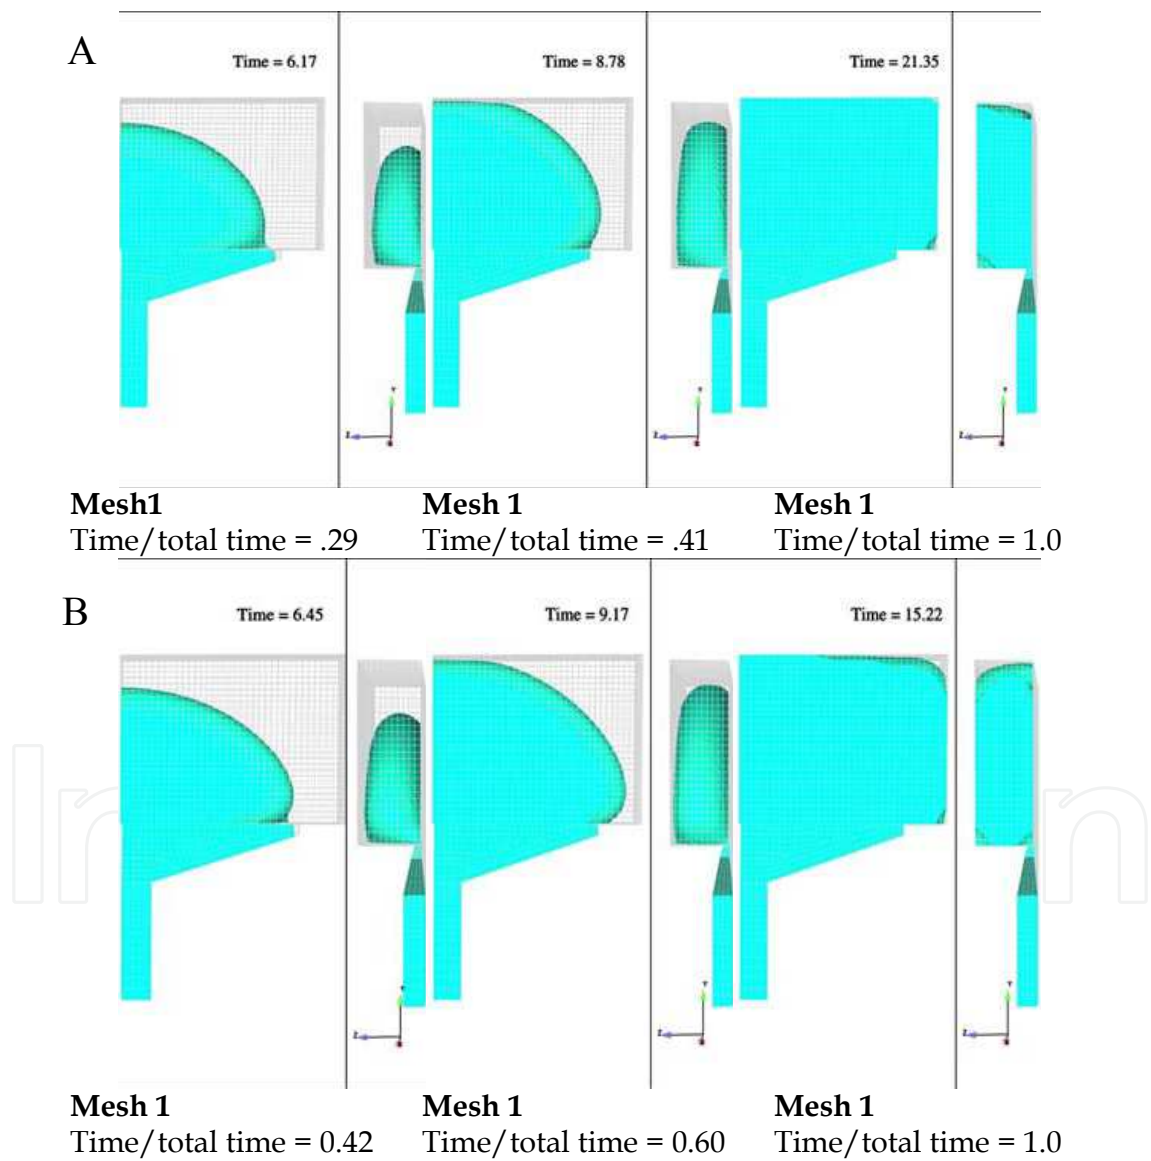 A
Time = 6.17
Time = 8.78
Time = 21.35
Y
Y
Y
Z
Z
Z
Mesh1
Mesh 1
Mesh 1
Time/total time = .29
Time/total time = .41
Time/total time = 1.0
B
Time = 6.45
Time = 9.17
Time = 15.22
Y
Y
Y
Z
Z
Z
Mesh 1
Mesh 1
Mesh 1
Time/total time = 0.42
Time/total time = 0.60
Time/total time = 1.0